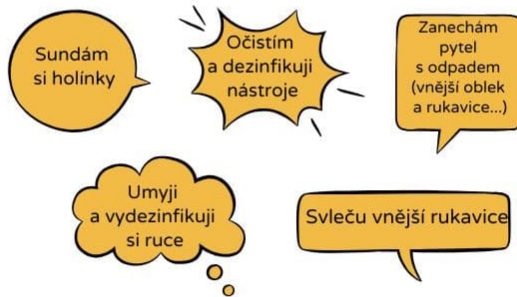 Sundám
si holínky
Očistím
a dezinfikuji
nástroje
Zanechám
pytel
s odpadem
(vnější oblek
a rukavice...)
Umyji
a vydezinfikuji
si ruce
Svleču vnější rukavice